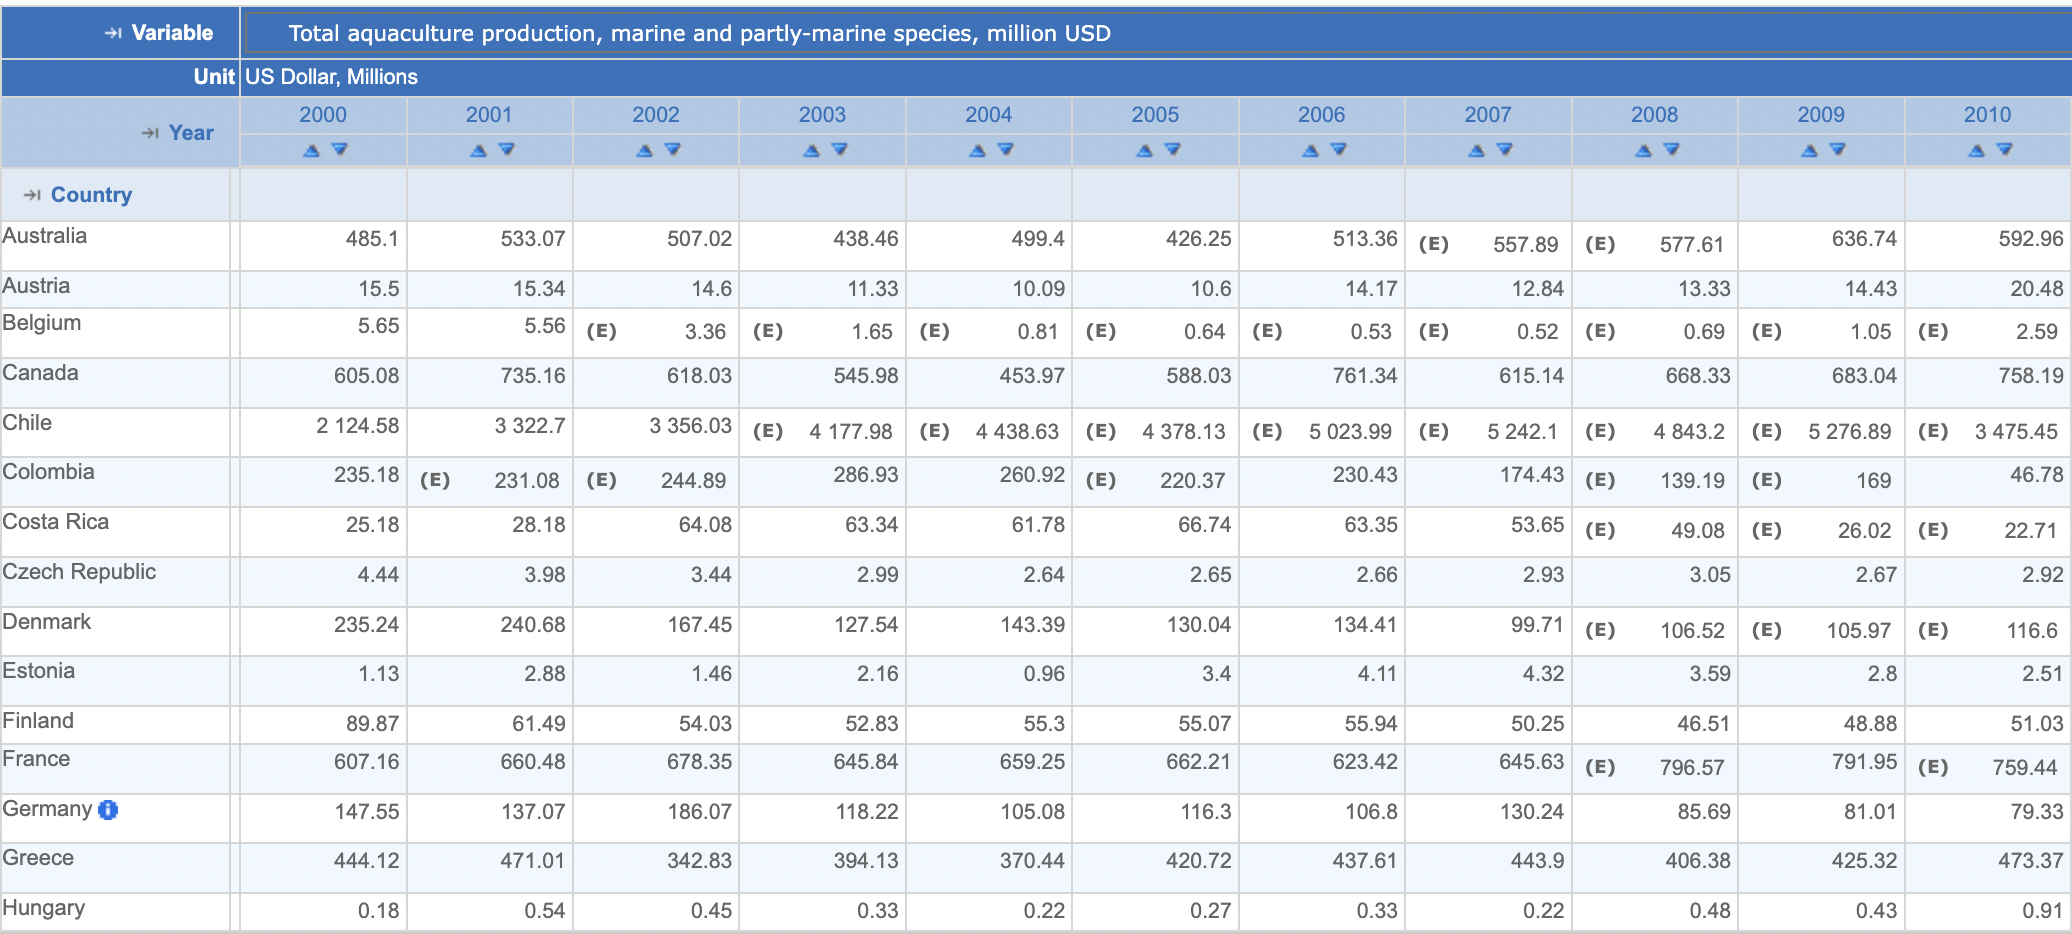 Variable Total aquaculture production, marine and partly-marine species, million USD
Unit US Dollar, Millions
Year 2000 2001 2002 2003 2004 2005 2006 2007 2008 2009 2010
Country
Australia 485.1 533.07 507.02 438.46 499.4 426.25 513.36 (E) 557.89 (E) 577.61 636.74 592.96
Austria 15.5 15.34 14.6 11.33 10.09 10.6 14.17 12.84 13.33 14.43 20.48
Belgium 5.65 5.56 (E) 3.36 (E) 1.65 (E) 0.81 (E) 0.64 (E) 0.53 (E) 0.52 (E) 0.69 (E) 1.05 (E) 2.59
Canada 605.08 735.16 618.03 545.98 453.97 588.03 761.34 615.14 668.33 683.04 758.19
Chile 2 124.58 3 322.7 3 356.03 (E) 4 177.98 (E) 4 438.63 (E) 4 378.13 (E) 5 023.99 (E) 5 242.1 (E) 4 843.2 (E) 5 276.89 (E) 3 475.45
Colombia 235.18 (E) 231.08 (E) 244.89 286.93 260.92 (E) 220.37 230.43 174.43 (E) 139.19 (E) 169 46.78
Costa Rica 25.18 28.18 64.08 63.34 61.78 66.74 63.35 53.65 (E) 49.08 (E) 26.02 (E) 22.71
Czech Republic 4.44 3.98 3.44 2.99 2.64 2.65 2.66 2.93 3.05 2.67 2.92
Denmark 235.24 240.68 167.45 127.54 143.39 130.04 134.41 99.71 (E) 106.52 (E) 105.97 (E) 116.6
Estonia 1.13 2.88 1.46 2.16 0.96 3.4 4.11 4.32 3.59 2.8 2.51
Finland 89.87 61.49 54.03 52.83 55.3 55.07 55.94 50.25 46.51 48.88 51.03
France 607.16 660.48 678.35 645.84 659.25 662.21 623.42 645.63 (E) 796.57 791.95 (E) 759.44
Germany i 147.55 137.07 186.07 118.22 105.08 116.3 106.8 130.24 85.69 81.01 79.33
Greece 444.12 471.01 342.83 394.13 370.44 420.72 437.61 443.9 406.38 425.32 473.37
Hungary 0.18 0.54 0.45 0.33 0.22 0.27 0.33 0.22 0.48 0.43 0.91